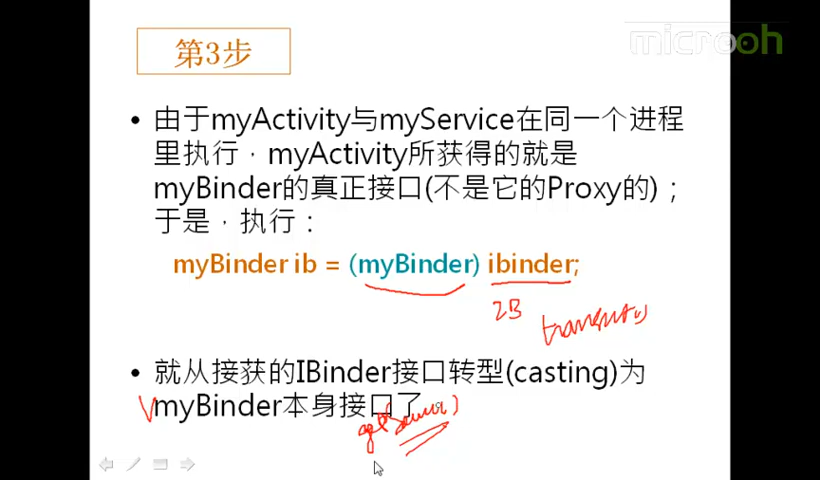 microoh
第3步
• 由于myActivity与myService在同一个进程
里执行，myActivity所获得的就是
myBinder的真正接口(不是它的Proxy的)；
于是，执行：
myBinder ib = (myBinder) ibinder;
• 就从接获的IBinder接口转型(casting)为
myBinder本身接口了。